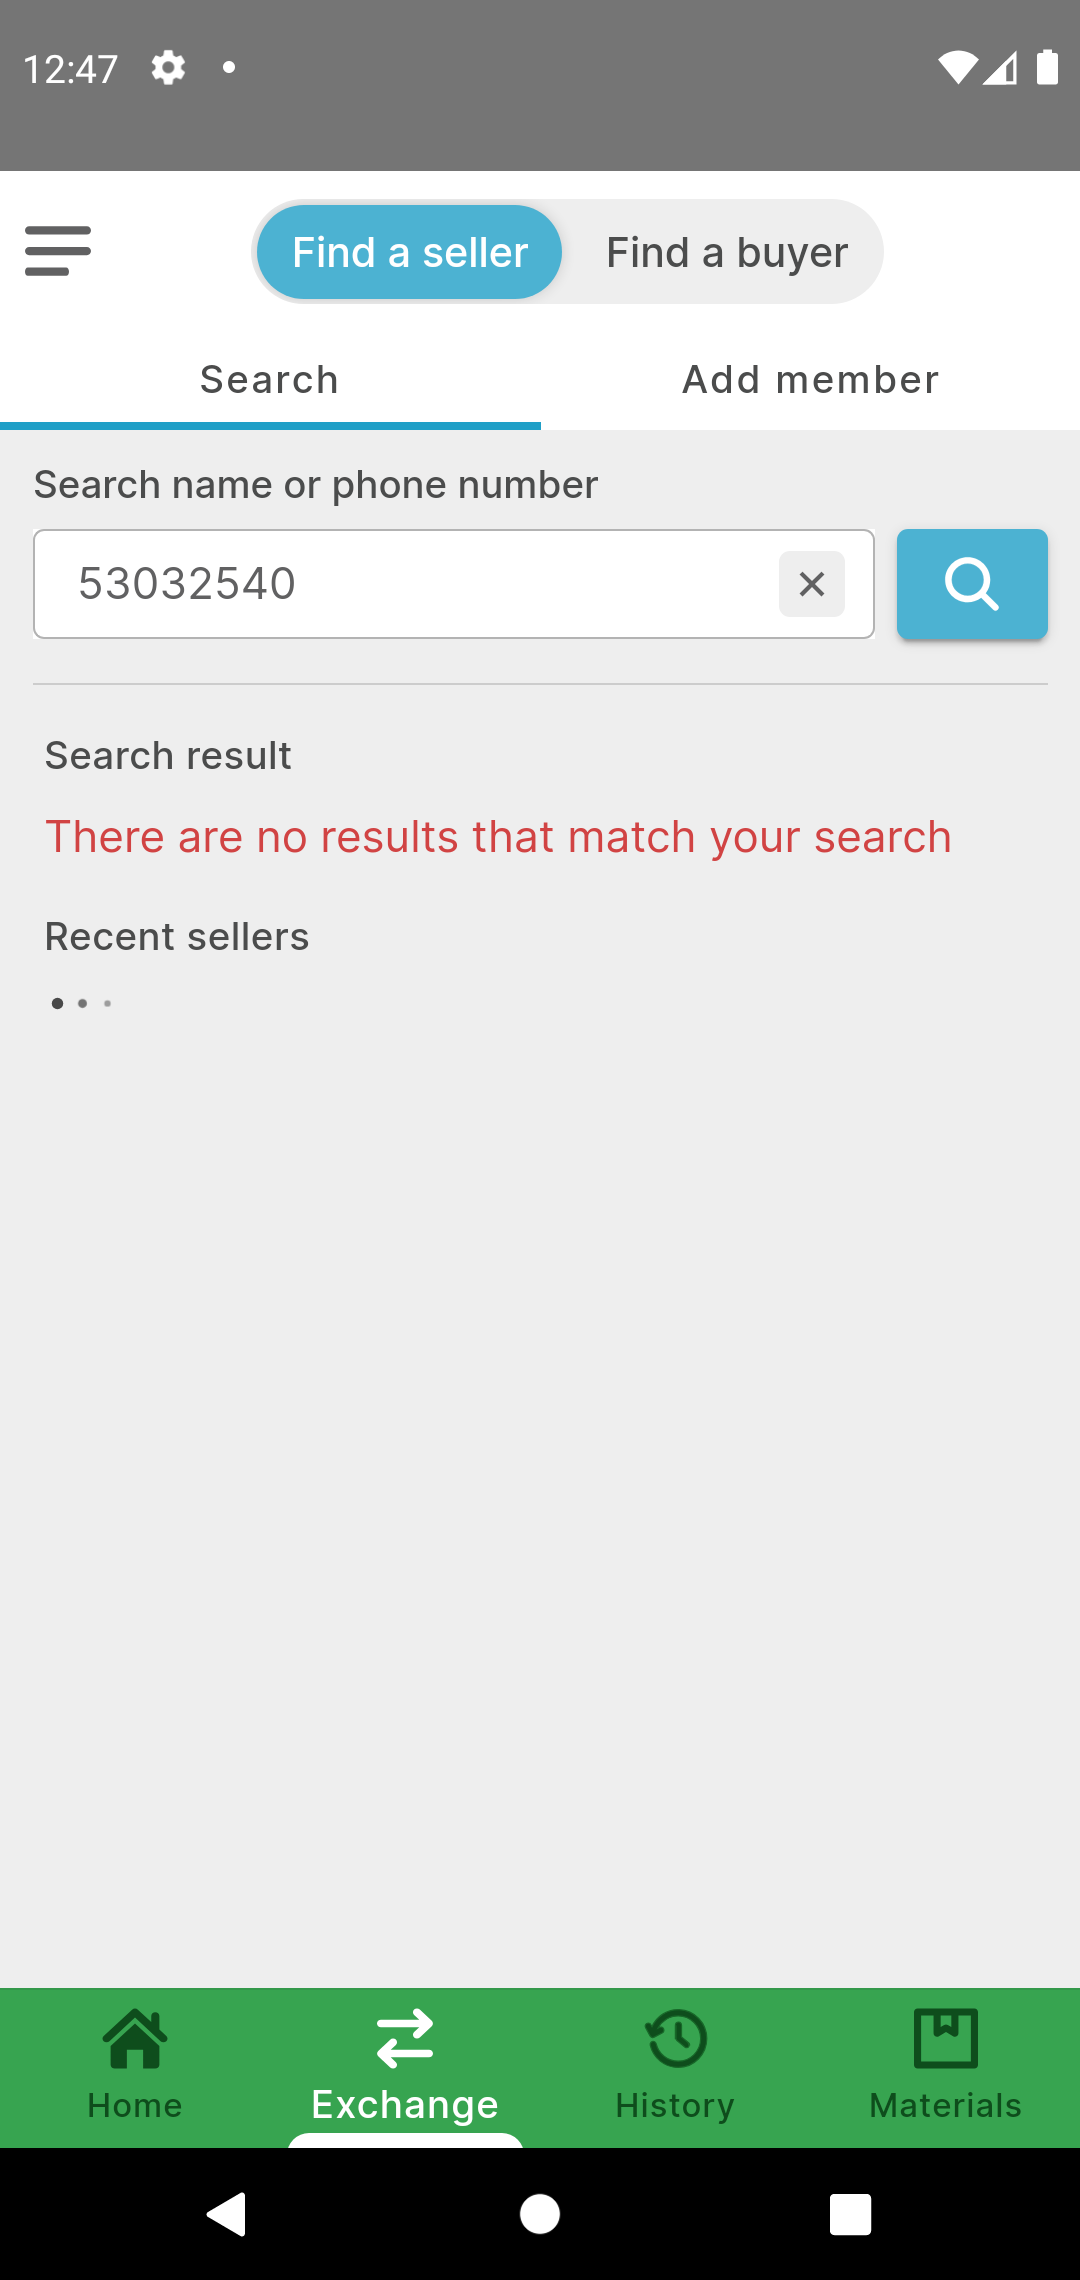 12:47
Find a seller
Find a buyer
Search
Add member
Search name or phone number
53032540
Search result
There are no results that match your search
Recent sellers
Home
Exchange
History
Materials